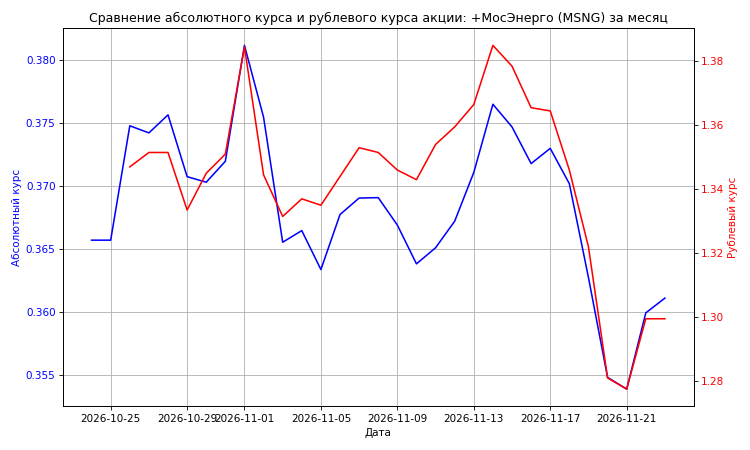 Сравнение абсолютного курса и рублевого курса акции: +МосЭнерго (MSNG) за месяц
0.380
0.375
0.370
0.365
0.360
0.355
Абсолютный курс
1.38
1.36
1.34
1.32
1.30
1.28
Рублевый курс
2026-10-25 2026-10-29 2026-11-01 2026-11-05 2026-11-09 2026-11-13 2026-11-17 2026-11-21
Дата